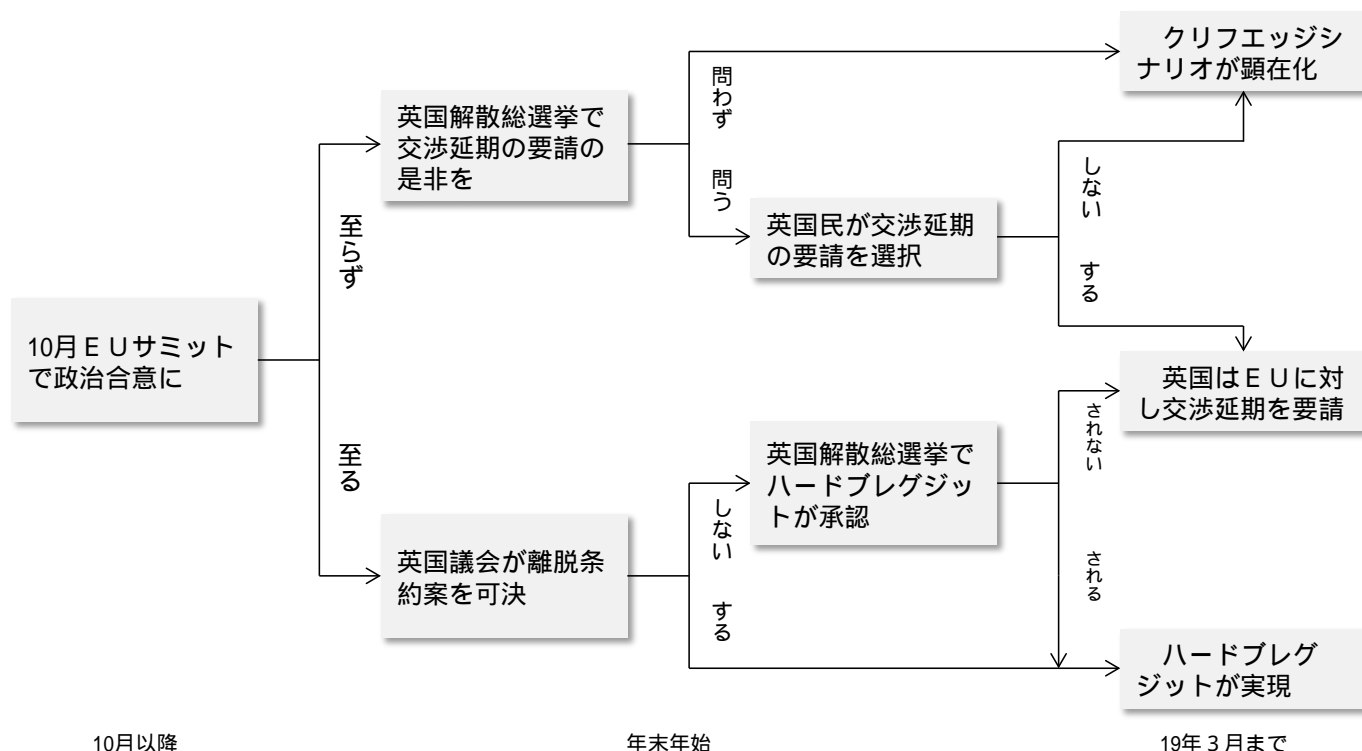 クリフエッジシ
ナリオが顕在化
問わず
英国解散総選挙で
交渉延期の要請の
是非を
問う
しない
英国民が交渉延期
の要請を選択
する
至らず
10月ＥＵサミット
で政治合意に
英国はＥＵに対
し交渉延期を要請
されない
至る
英国解散総選挙で
ハードブレグジッ
トが承認
しない
英国議会が離脱条
約案を可決
される
する
ハードブレグ
ジットが実現
10月以降
年末年始
19年３月まで